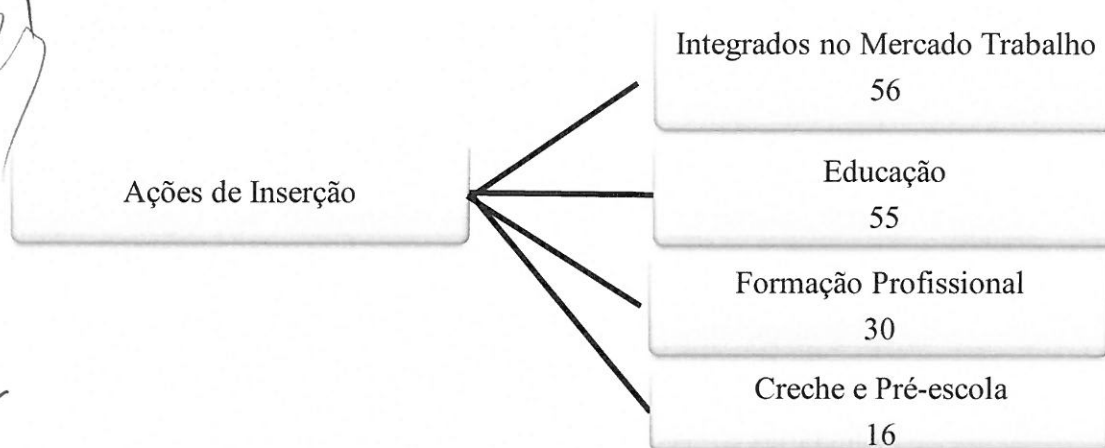 Ações de Inserção
Integrados no Mercado Trabalho
56
Educação
55
Formação Profissional
30
Creche e Pré-escola
16